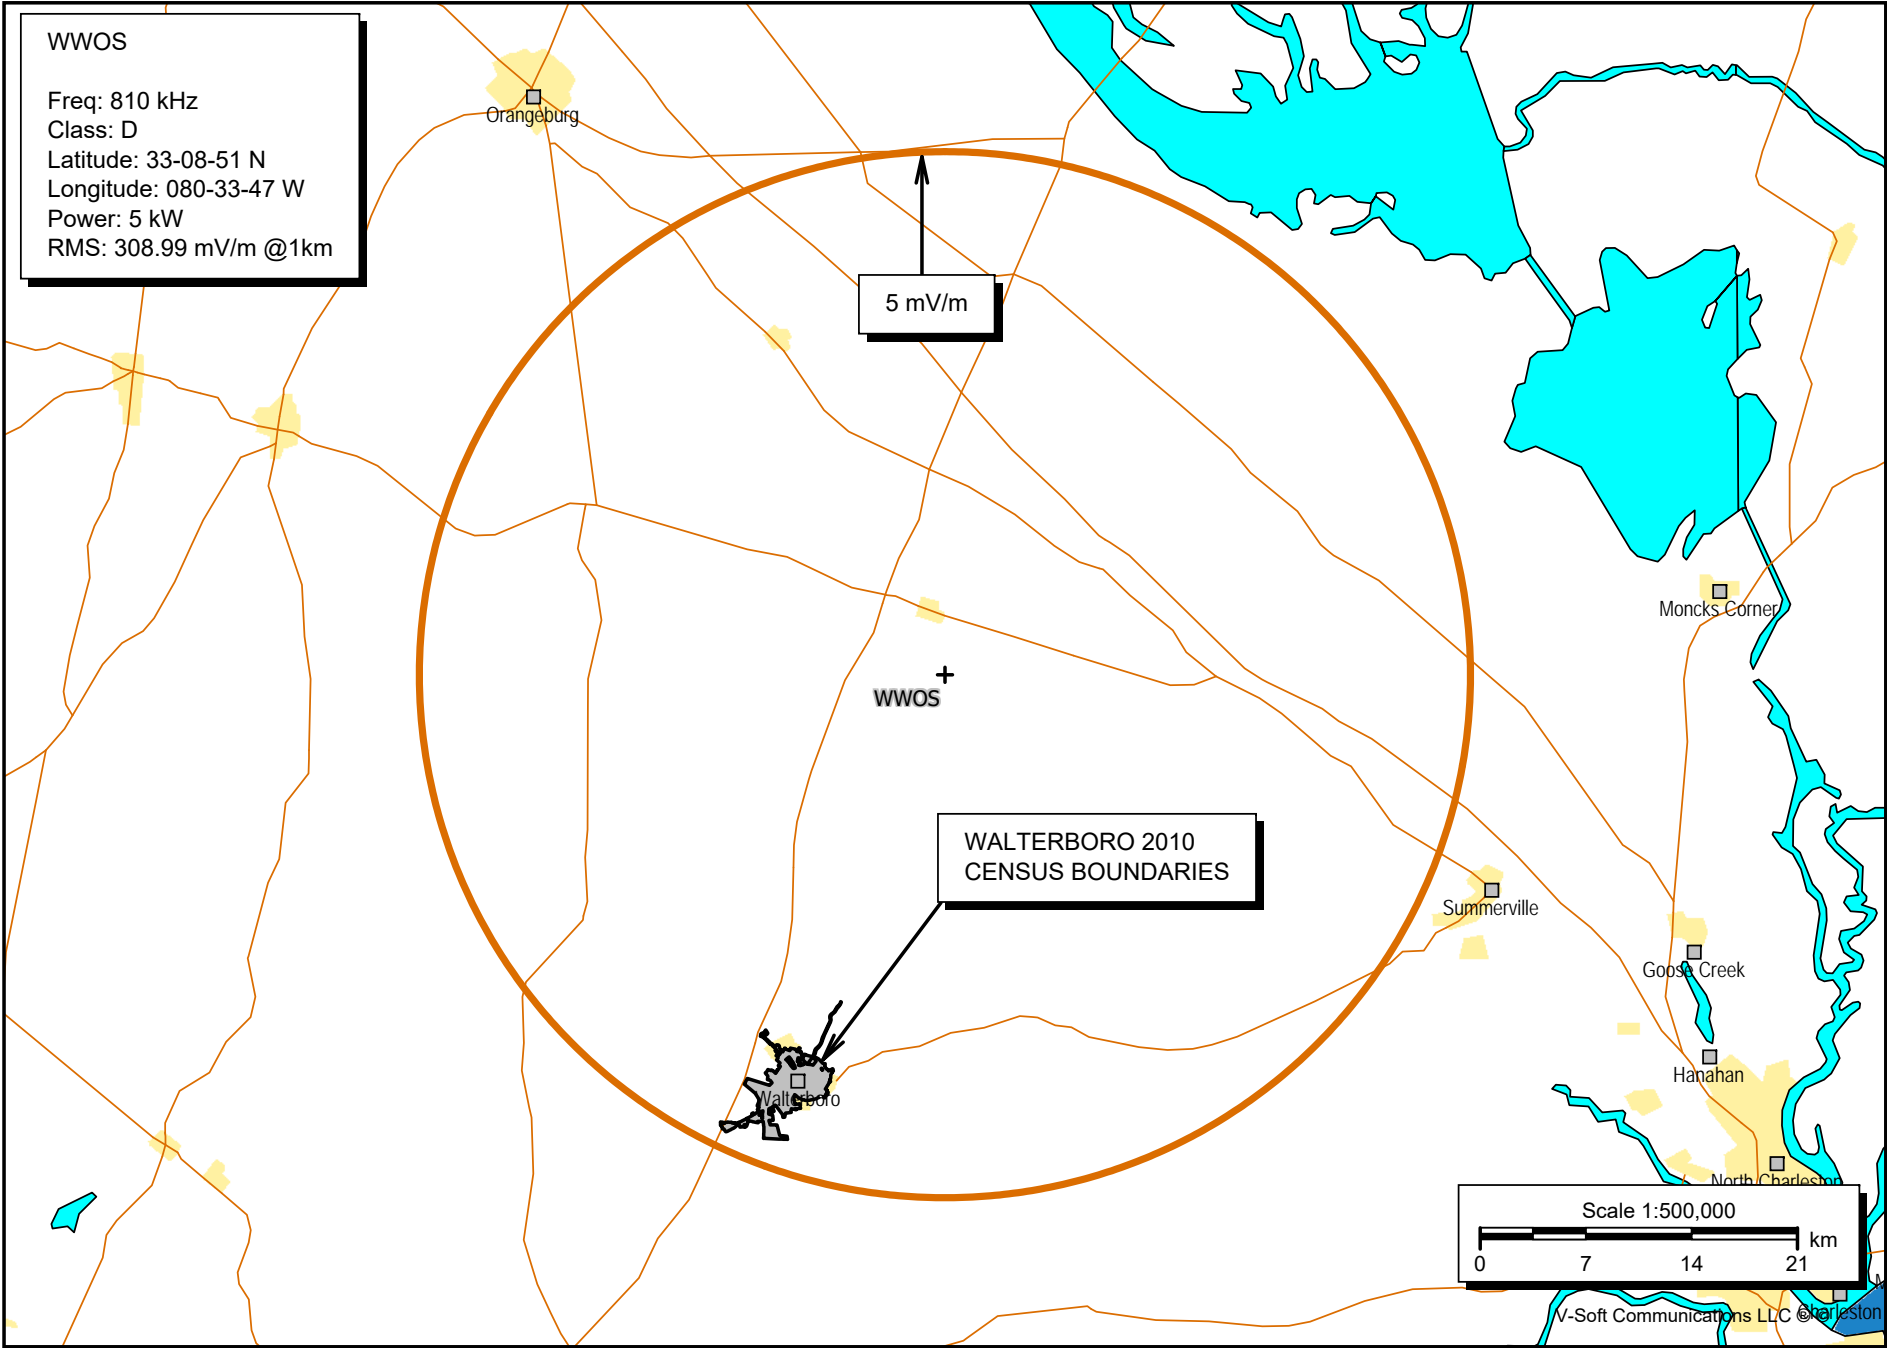 WWOS
Freq: 810 kHz
Class: D
Latitude: 33-08-51 N
Longitude: 080-33-47 W
Power: 5 kW
RMS: 308.99 mV/m @1km
Orangeburg
5 mV/m
Moncks Corner
WWOS
WALTERBORO 2010
CENSUS BOUNDARIES
Summerville
Goose Creek
Hanahan
Walterboro
North Charleston
Scale 1:500,000
km
0 7 14 21
V-Soft Communications LLC ®©
Charleston